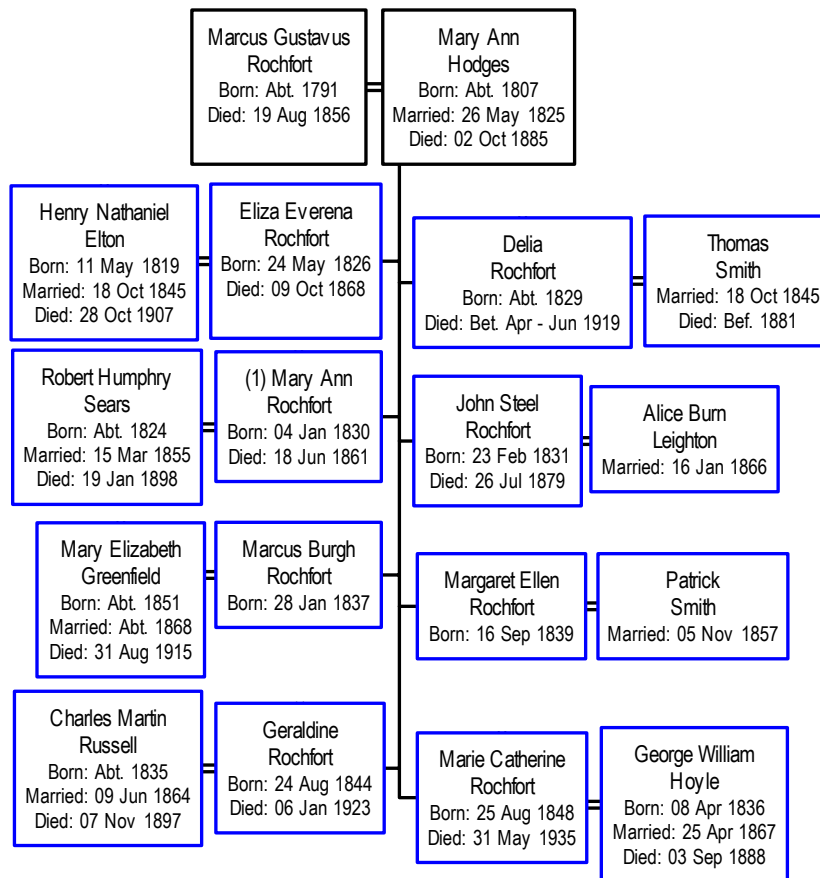 Marcus Gustavus
Rochfort
Born: Abt. 1791
Died: 19 Aug 1856
Mary Ann
Hodges
Born: Abt. 1807
Married: 26 May 1825
Died: 02 Oct 1885
Henry Nathaniel
Elton
Born: 11 May 1819
Married: 18 Oct 1845
Died: 28 Oct 1907
Eliza Everena
Rochfort
Born: 24 May 1826
Died: 09 Oct 1868
Delia
Rochfort
Born: Abt. 1829
Died: Bet. Apr - Jun 1919
Thomas
Smith
Married: 18 Oct 1845
Died: Bef. 1881
Robert Humphry
Sears
Born: Abt. 1824
Married: 15 Mar 1855
Died: 19 Jan 1898
(1) Mary Ann
Rochfort
Born: 04 Jan 1830
Died: 18 Jun 1861
John Steel
Rochfort
Born: 23 Feb 1831
Died: 26 Jul 1879
Alice Burn
Leighton
Married: 16 Jan 1866
Mary Elizabeth
Greenfield
Born: Abt. 1851
Married: Abt. 1868
Died: 31 Aug 1915
Marcus Burgh
Rochfort
Born: 28 Jan 1837
Margaret Ellen
Rochfort
Born: 16 Sep 1839
Patrick
Smith
Married: 05 Nov 1857
Charles Martin
Russell
Born: Abt. 1835
Married: 09 Jun 1864
Died: 07 Nov 1897
Geraldine
Rochfort
Born: 24 Aug 1844
Died: 06 Jan 1923
Marie Catherine
Rochfort
Born: 25 Aug 1848
Died: 31 May 1935
George William
Hoyle
Born: 08 Apr 1836
Married: 25 Apr 1867
Died: 03 Sep 1888